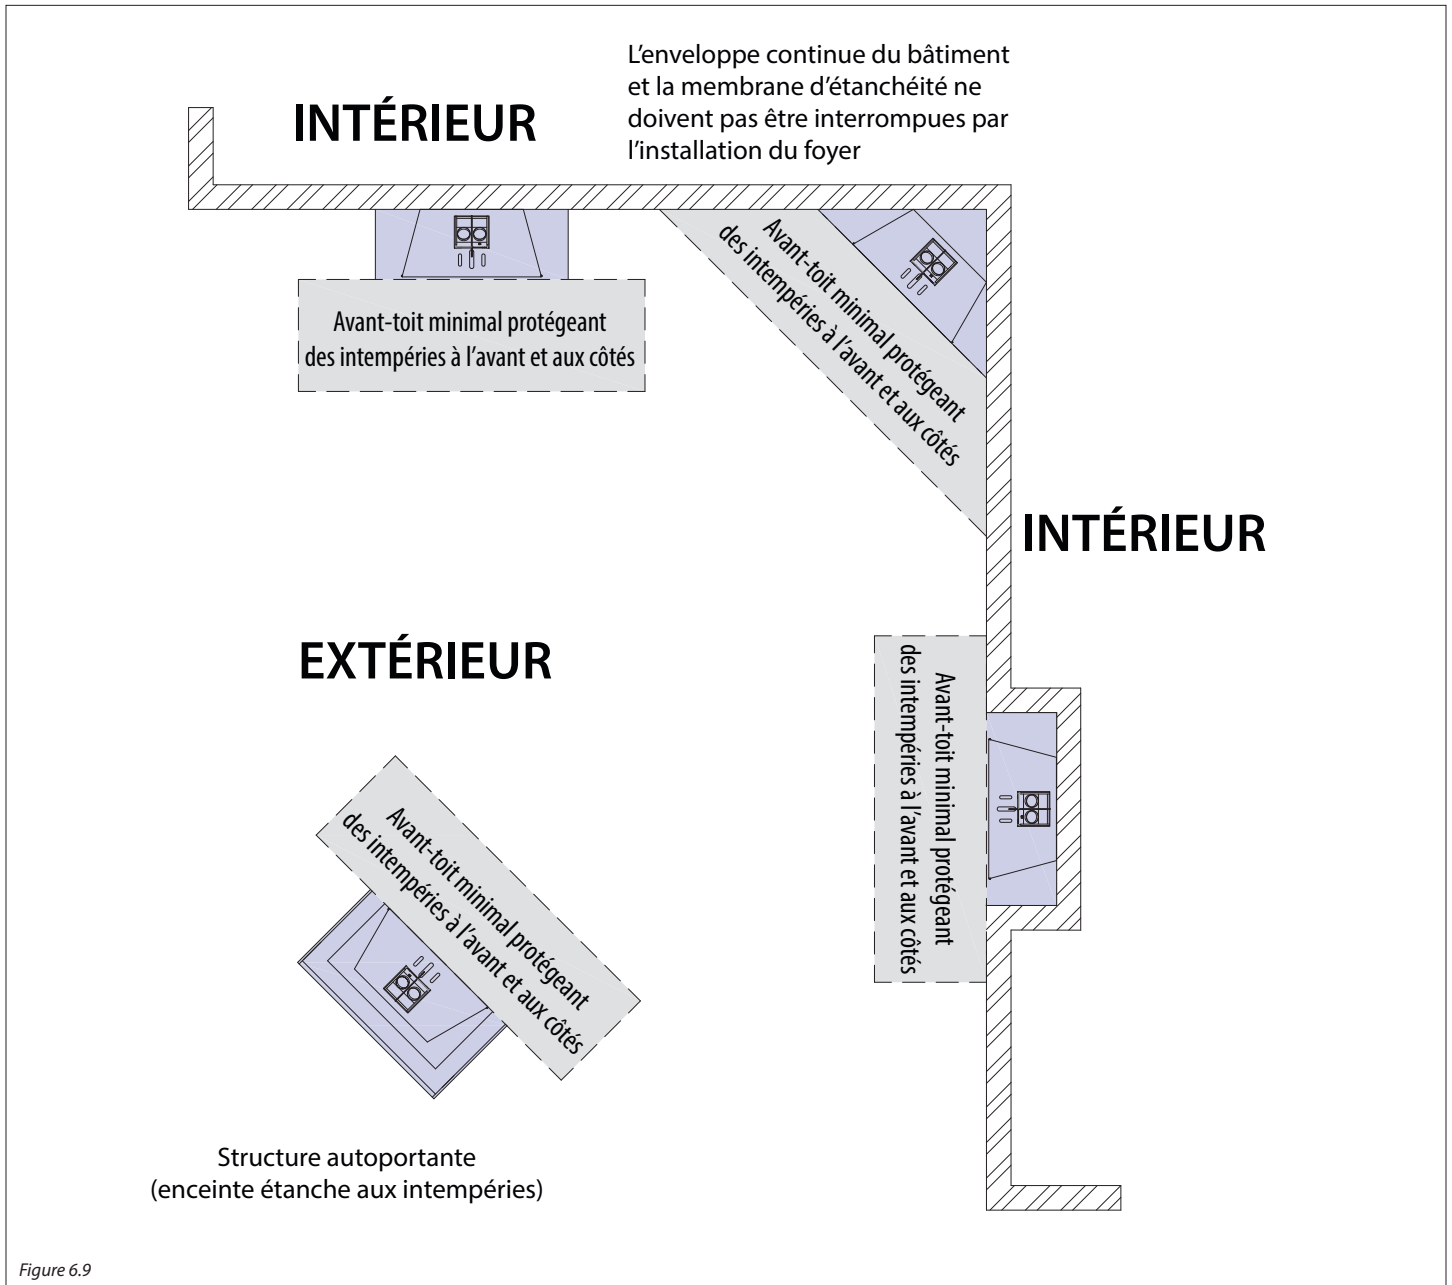 INTÉRIEUR
L'enveloppe continue du bâtiment
et la membrane d'étanchéité ne
doivent pas être interrompues par
l'installation du foyer
Avant-toit minimal protégeant
des intempéries à l'avant et aux côtés
Avant-toit minimal protégeant
des intempéries à l'avant et aux côtés
INTÉRIEUR
EXTÉRIEUR
Avant-toit minimal protégeant
des intempéries à l'avant et aux côtés
Avant-toit minimal protégeant
des intempéries à l'avant et aux côtés
Structure autoportante
(enceinte étanche aux intempéries)
Figure 6.9